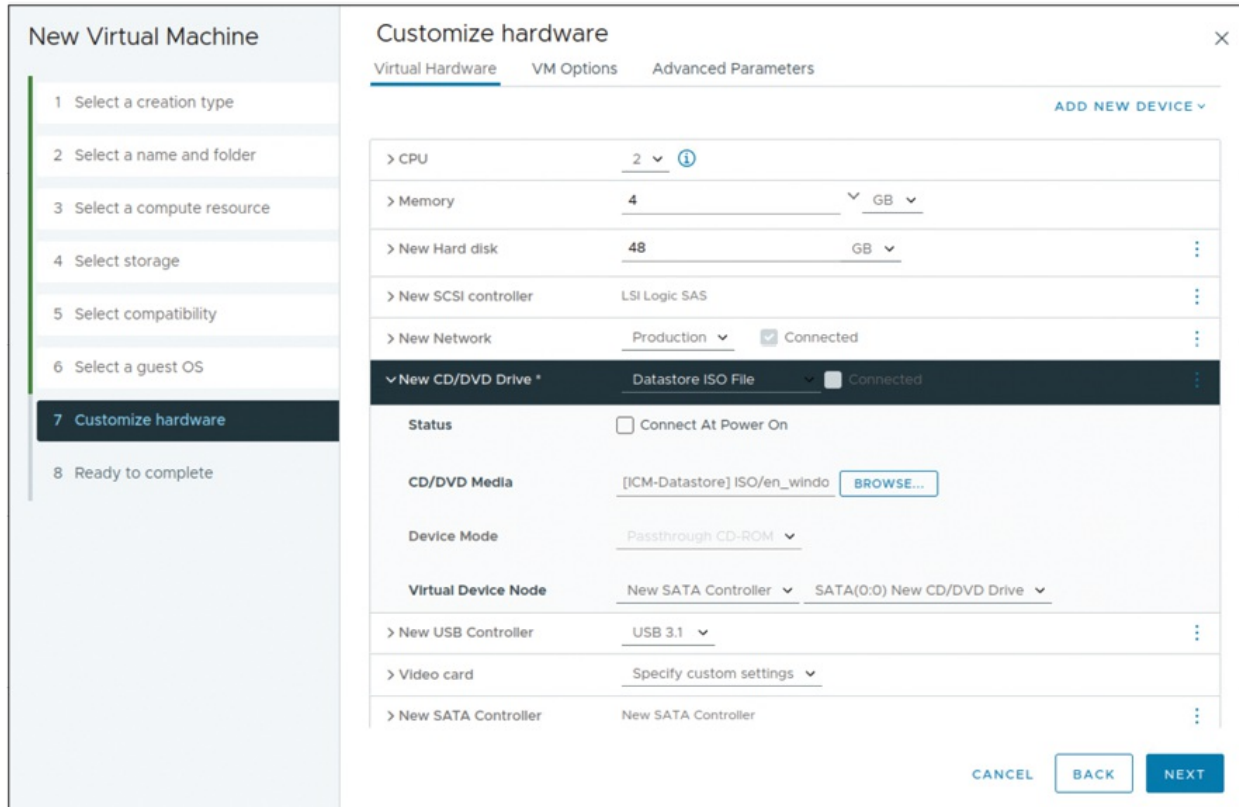 New Virtual Machine
1 Select a creation type
2 Select a name and folder
3 Select a compute resource
4 Select storage
5 Select compatibility
6 Select a guest OS
7 Customize hardware
8 Ready to complete
Customize hardware
Virtual Hardware VM Options Advanced Parameters
ADD NEW DEVICE
CPU 2
Memory 4 GB
New Hard disk 48 GB
New SCSI controller LSI Logic SAS
New Network Production Connected
New CD/DVD Drive * Datastore ISO File Connected
Status Connect At Power On
CD/DVD Media [ICM-Datastore] ISO/en_windo BROWSE...
Device Mode Passthrough CD-ROM
Virtual Device Node New SATA Controller SATA(0:0) New CD/DVD Drive
New USB Controller USB 3.1
Video card Specify custom settings
New SATA Controller New SATA Controller
CANCEL BACK NEXT